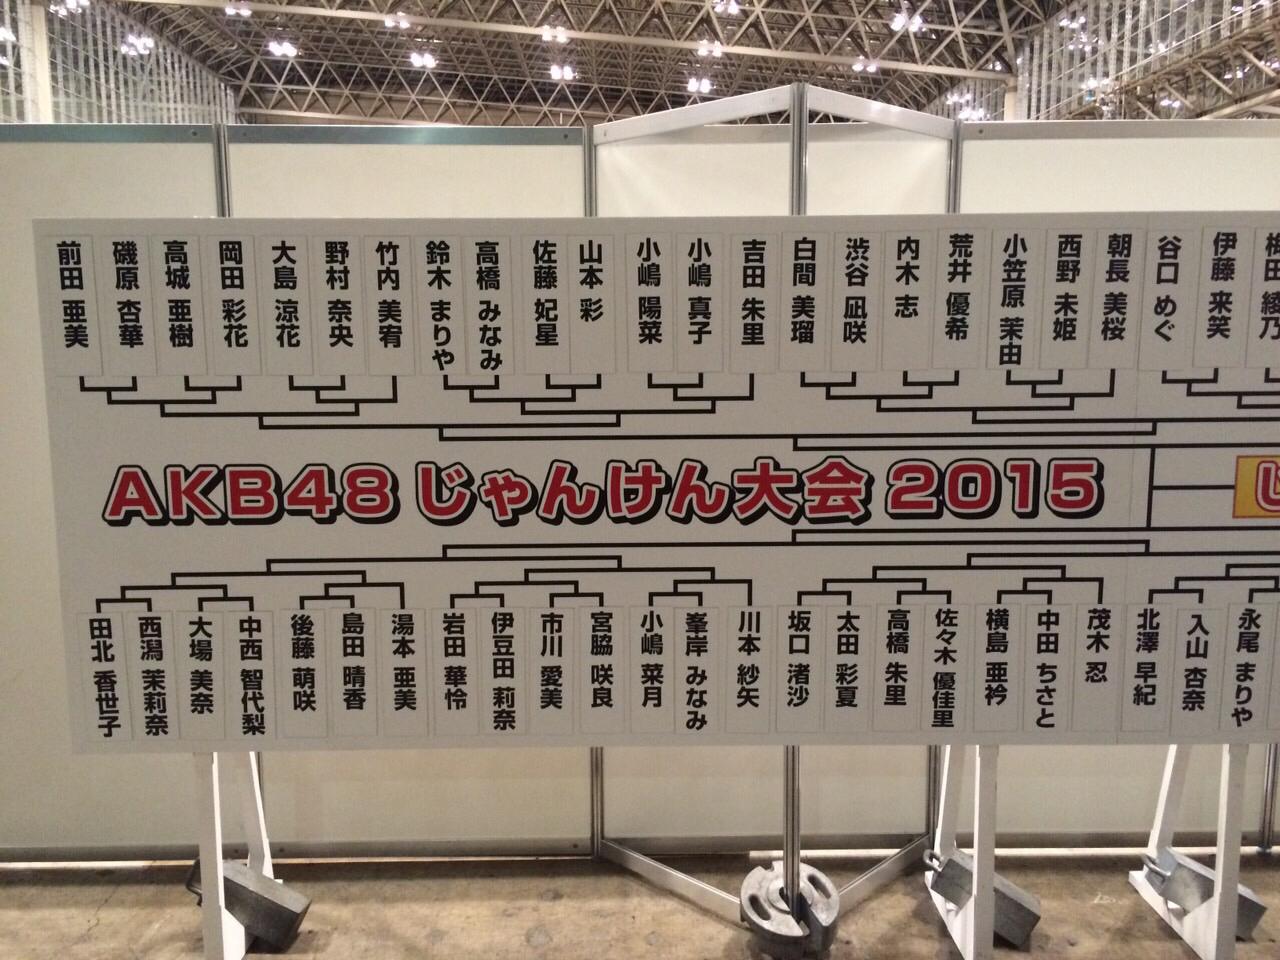 前田 亜美
磯原 杏華
高城 亜樹
岡田 彩花
大島 涼花
野村 奈央
竹内 美宥
鈴木 まりや
高橋 みなみ
佐藤 妃星
山本 彩
小嶋 陽菜
小嶋 真子
吉田 朱里
白間 美瑠
渋谷 凪咲
内木 志
荒井 優希
小笠原 茉由
西野 未姫
朝長 美桜
谷口 めぐ
伊藤 来笑
綾乃
AKB48 じゃんけん大会 2015
田北 香世子
西潟 茉莉奈
大場 美奈
中西 智代梨
後藤 萌咲
島田 晴香
湯本 亜美
岩田 華怜
伊豆田 莉奈
市川 愛美
宮脇 咲良
小嶋 菜月
峯岸 みなみ
川本 紗矢
坂口 渚沙
太田 彩夏
高橋 朱里
佐々木 優佳里
横島 亜衿
中田 ちさと
茂木 忍
北澤 早紀
入山 杏奈
永尾 まりや